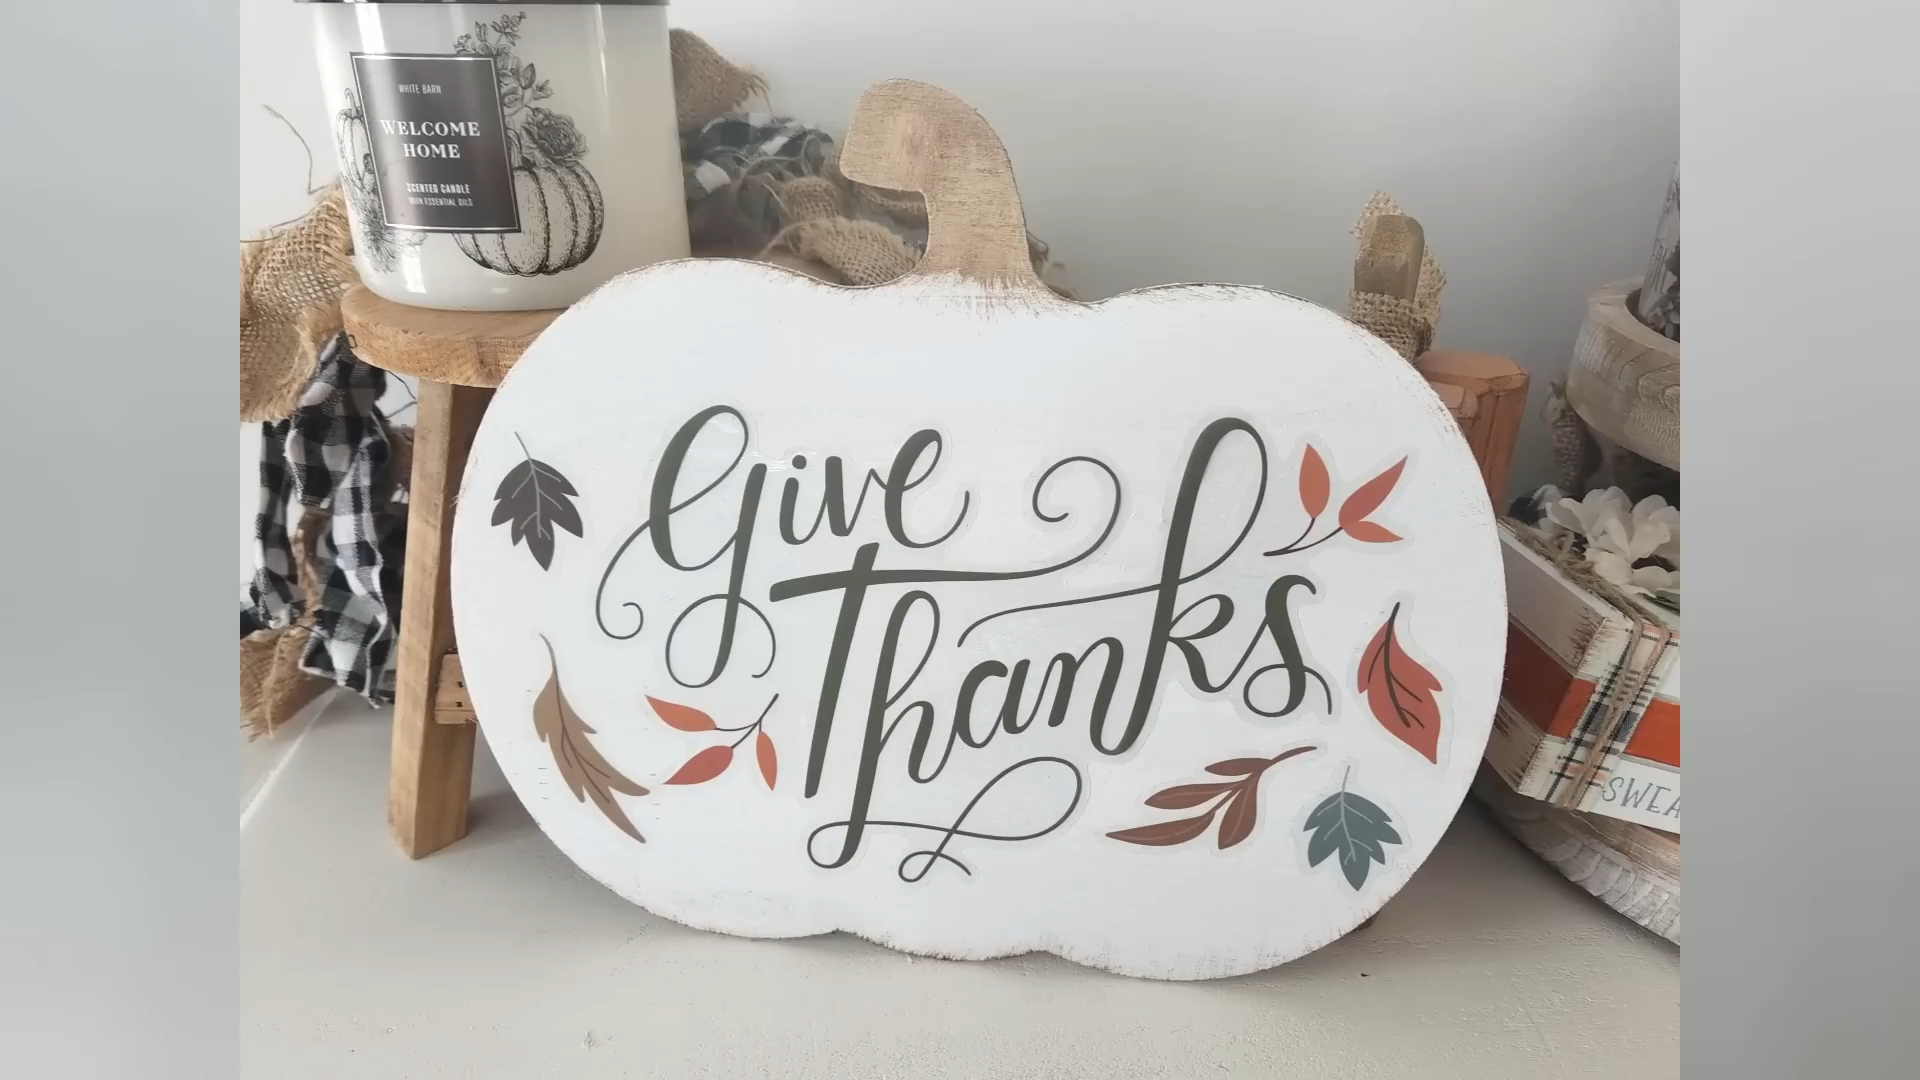 WHITE BARN
WELCOME
HOME
SCENTED CANDLE
WITH ESSENTIAL OILS
Give
Thanks
SWEA